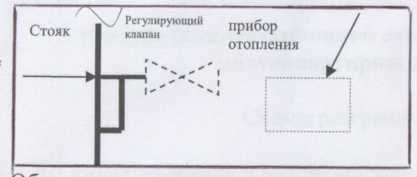 Стояк
Регулирующий
клапан
прибор
отопления